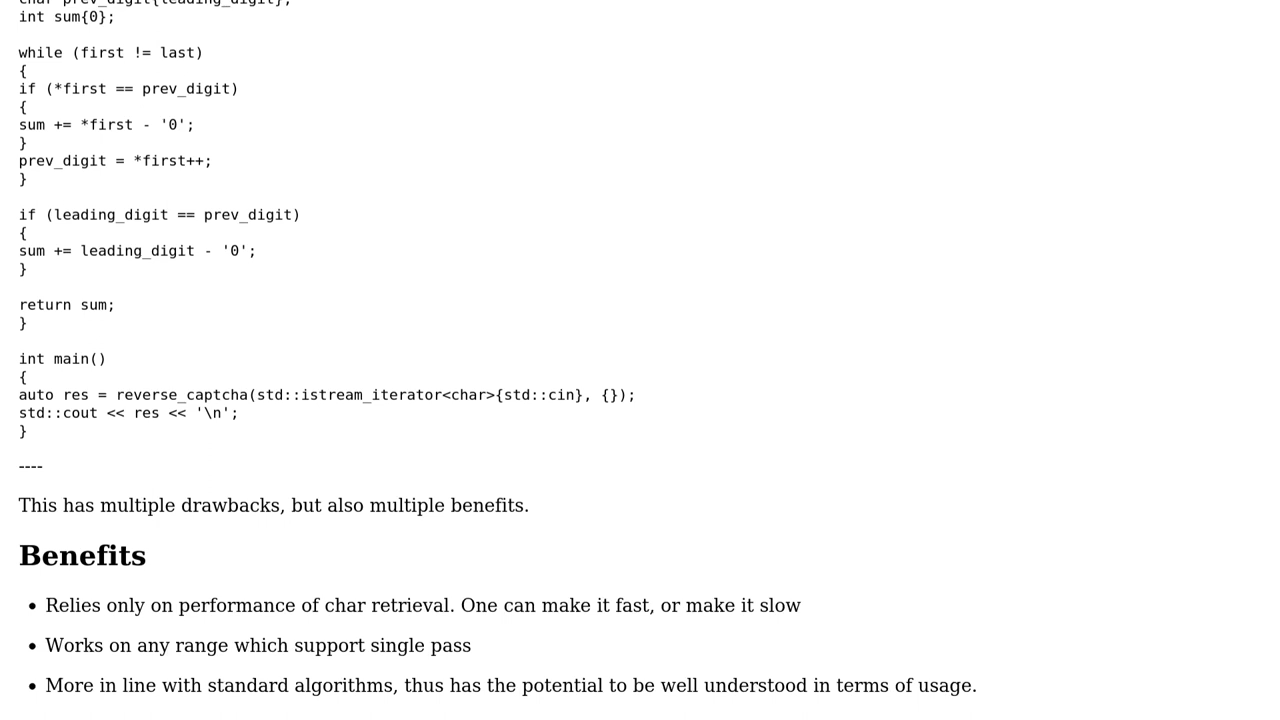 char prev_digit{leading_digit};
int sum{0};
while (first != last)
{
if (*first == prev_digit)
{
sum += *first - '0';
}
prev_digit = *first++;
}
if (leading_digit == prev_digit)
{
sum += leading_digit - '0';
}
return sum;
}
int main()
{
auto res = reverse_captcha(std::istream_iterator<char>{std::cin}, {});
std::cout << res << '\n';
}
----
This has multiple drawbacks, but also multiple benefits.
Benefits
• Relies only on performance of char retrieval. One can make it fast, or make it slow
• Works on any range which support single pass
• More in line with standard algorithms, thus has the potential to be well understood in terms of usage.